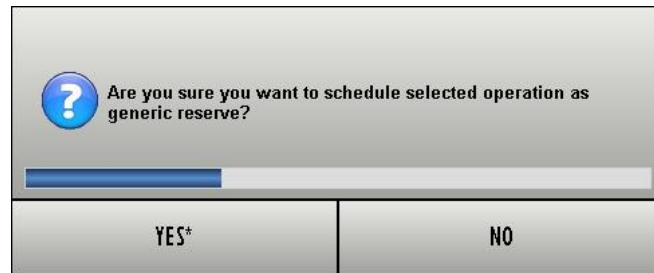 Are you sure you want to schedule selected operation as
generic reserve?
YES*
NO